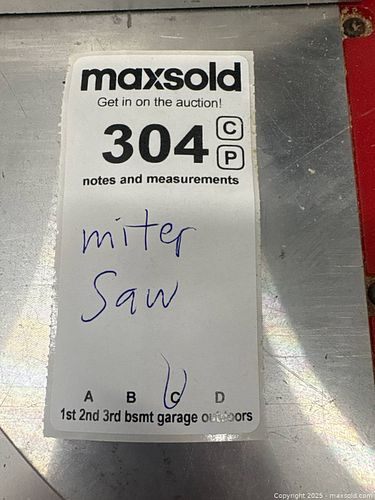 maxsold
Get in on the auction!
304 C
P
notes and measurements
miter
Saw
A B C D
1st 2nd 3rd bsmt garage outdoors
Copyright 2025 - maxsold.com